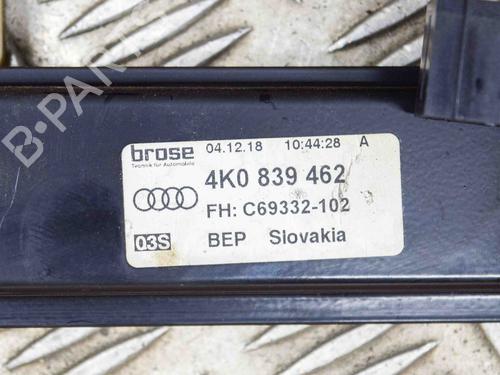 B-PARTS
brose 04.12.18 10:44:28 A
Technik für Automobile
4K0 839 462
FH: C69332-102
03S BEP Slovakia